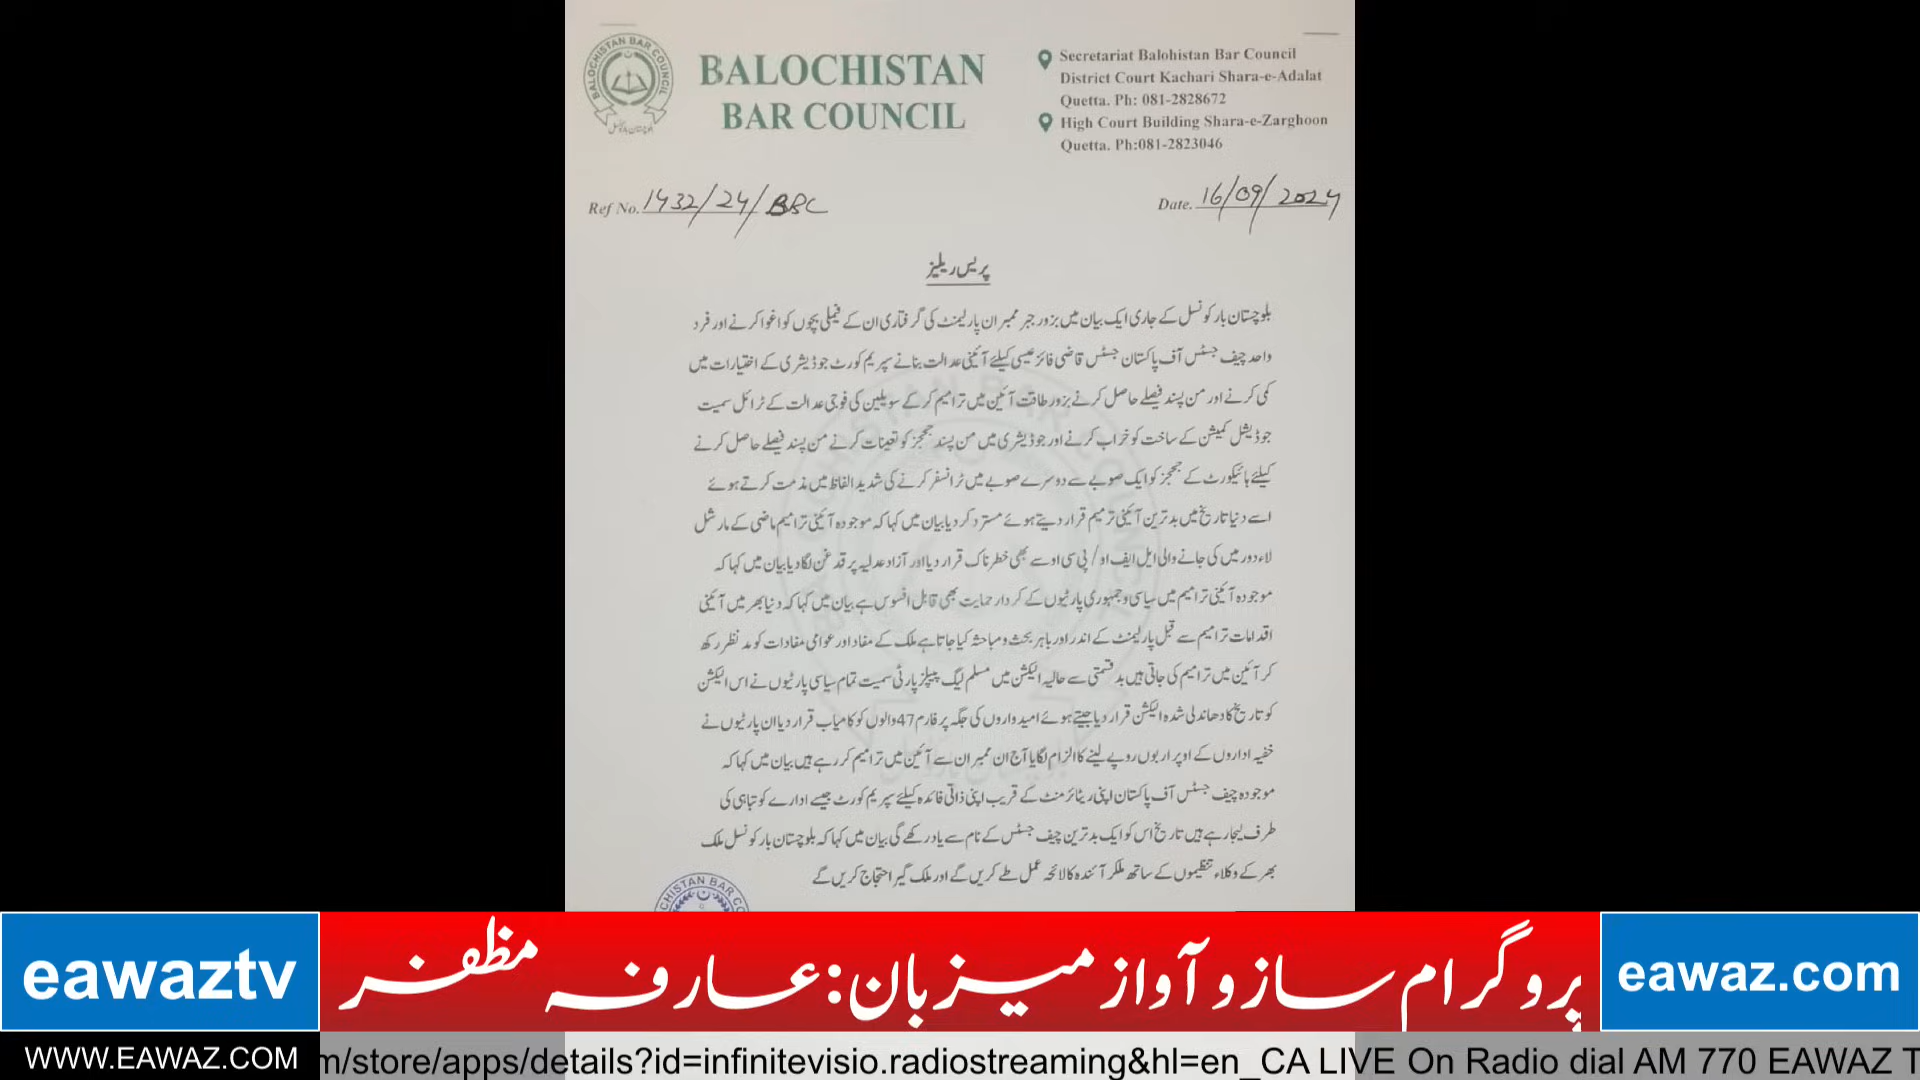 BALOCHISTAN BAR COUNCIL
بلوچستان بار کونسل
BALOCHISTAN
BAR COUNCIL
Secretariat Balohistan Bar Council
District Court Kachari Shara-e-Adalat
Quetta. Ph: 081-2828672
High Court Building Shara-e-Zarghoon
Quetta. Ph:081-2823046
Ref No. 1432/24/BBC
Date. 16/09/2024
پریس ریلیز
بلوچستان بار کونسل کے جاری ایک بیان میں بزور جبر ممبران پارلیمنٹ کی گرفتاری ان کے فیملی بچوں کو اغوا کرنے اور فرد
واحد چیف جسٹس آف پاکستان جسٹس قاضی فائز عیسی کیلئے آئینی عدالت بنانے سپریم کورٹ جوڈیشری کے اختیارات میں
کمی کرنے اور من پسند فیصلے حاصل کرنے بزور طاقت آئین میں ترامیم کر کے سویلین کی فوجی عدالت کے ٹرائل سمیت
جوڈیشل کمیشن کے ساخت کو خراب کرنے اور جوڈیشری میں من پسند ججز کو تعینات کرنے من پسند فیصلے حاصل کرنے
کیلئے ہائیکورٹ کے ججز کو ایک صوبے سے دوسرے صوبے میں ٹرانسفر کرنے کی شدید الفاظ میں مذمت کرتے ہوئے
اسے دنیا تاریخ میں بدترین آئینی ترمیم قرار دیتے ہوئے مسترد کر دیا بیان میں کہا کہ موجودہ آئینی ترامیم ماضی کے مارشل
لاء دور میں کی جانے والی ایل ایف او / پی سی او سے بھی خطرناک قرار دیا اور آزاد عدلیہ پر قدغن لگا دیا بیان میں کہا کہ
موجودہ آئینی ترامیم میں سیاسی و جمہوری پارٹیوں کے کردار حمایت بھی قابل افسوس ہے بیان میں کہا کہ دنیا بھر میں آئینی
اقدامات ترامیم سے قبل پارلیمنٹ کے اندر اور باہر بحث و مباحثہ کیا جاتا ہے ملک کے مفاد اور عوامی مفادات کو مد نظر رکھ
کر آئین میں ترامیم کی جاتی ہیں بدقسمتی سے حالیہ الیکشن میں مسلم لیگ پیپلز پارٹی سمیت تمام سیاسی پارٹیوں نے اس الیکشن
کو تاریخ کا دھاندلی شدہ الیکشن قرار دیا جیتے ہوئے امیدواروں کی جگہ پر فارم 47 والوں کو کامیاب قرار دیا ان پارٹیوں نے
خفیہ اداروں کے اوپر اربوں روپے لینے کا الزام لگایا آج ان ممبران سے آئین میں ترامیم کر رہے ہیں بیان میں کہا کہ
موجودہ چیف جسٹس آف پاکستان اپنی ریٹائرمنٹ کے قریب اپنی ذاتی فائدہ کیلئے سپریم کورٹ جیسے ادارے کو تباہی کی
طرف لیجا رہے ہیں تاریخ اس کو ایک بدترین چیف جسٹس کے نام سے یاد رکھے گی بیان میں کہا کہ بلوچستان بار کونسل ملک
بھر کے وکلاء تنظیموں کے ساتھ ملکر آئندہ کا لائحہ عمل طے کریں گے اور ملک گیر احتجاج کریں گے
CHISTAN BAR CO
eawaztv
پروگرام ساز و آواز میزبان: عارفہ مظفر
eawaz.com
WWW.EAWAZ.COM
m/store/apps/details?id=infinitevisio.radiostreaming&hl=en_CA LIVE On Radio dial AM 770 EAWAZ T